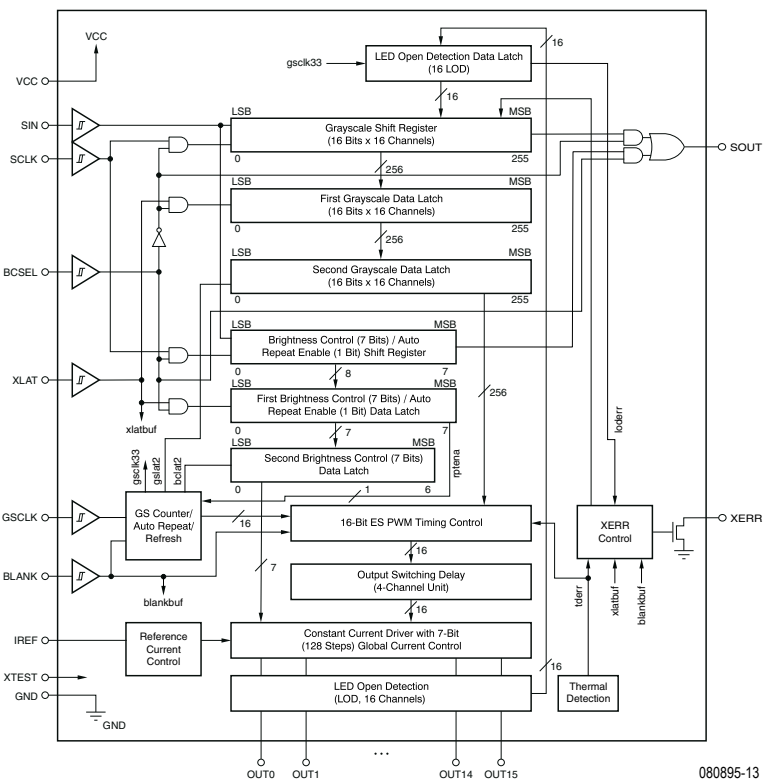 VCC
16
LED Open Detection Data Latch
(16 LOD)
gsclk33
VCC
16
SIN
LSB
MSB
Grayscale Shift Register
(16 Bits x 16 Channels)
SOUT
SCLK
0
255
256
LSB
MSB
First Grayscale Data Latch
(16 Bits x 16 Channels)
0
255
256
LSB
MSB
BCSEL
Second Grayscale Data Latch
(16 Bits x 16 Channels)
0
255
LSB
MSB
Brightness Control (7 Bits) / Auto
Repeat Enable (1 Bit) Shift Register
0
8
7
XLAT
LSB
MSB
256
First Brightness Control (7 Bits) / Auto
Repeat Enable (1 Bit) Data Latch
xlatbuf
0
7
7
loderr
LSB
MSB
rptena
gsclk33
gslat2
bclat2
Second Brightness Control (7 Bits)
Data Latch
0
1
6
GSCLK
GS Counter/
Auto Repeat/
Refresh
16
16-Bit ES PWM Timing Control
XERR
Control
XERR
16
BLANK
7
Output Switching Delay
(4-Channel Unit)
blankbuf
tderr
xlatbuf
blankbuf
16
IREF
Reference
Current
Control
Constant Current Driver with 7-Bit
(128 Steps) Global Current Control
16
XTEST
GND
LED Open Detection
(LOD, 16 Channels)
Thermal
Detection
GND
...
OUT0
OUT1
OUT14
OUT15
080895-13